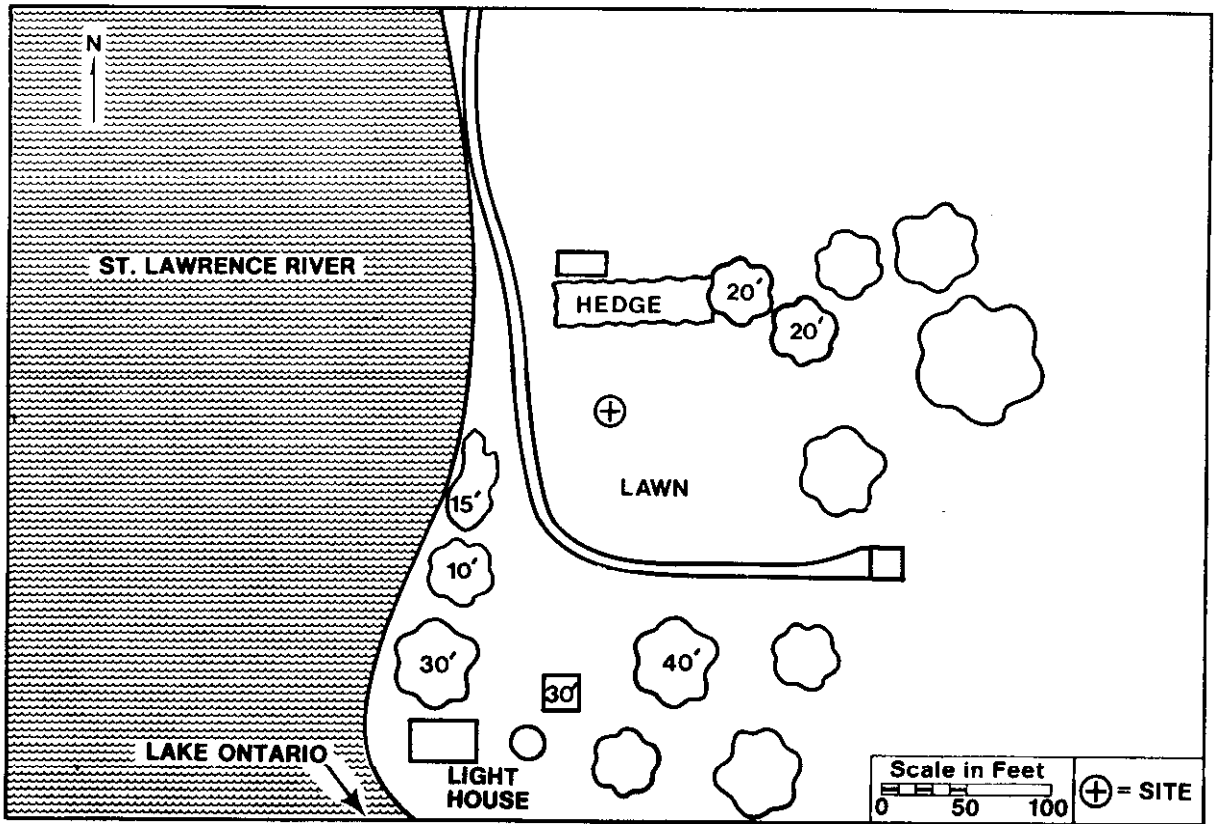 N
ST. LAWRENCE RIVER
HEDGE
20'
20'
LAWN
15'
10'
30'
40'
30'
LAKE ONTARIO
LIGHT
HOUSE
Scale in Feet
0 50 100
= SITE